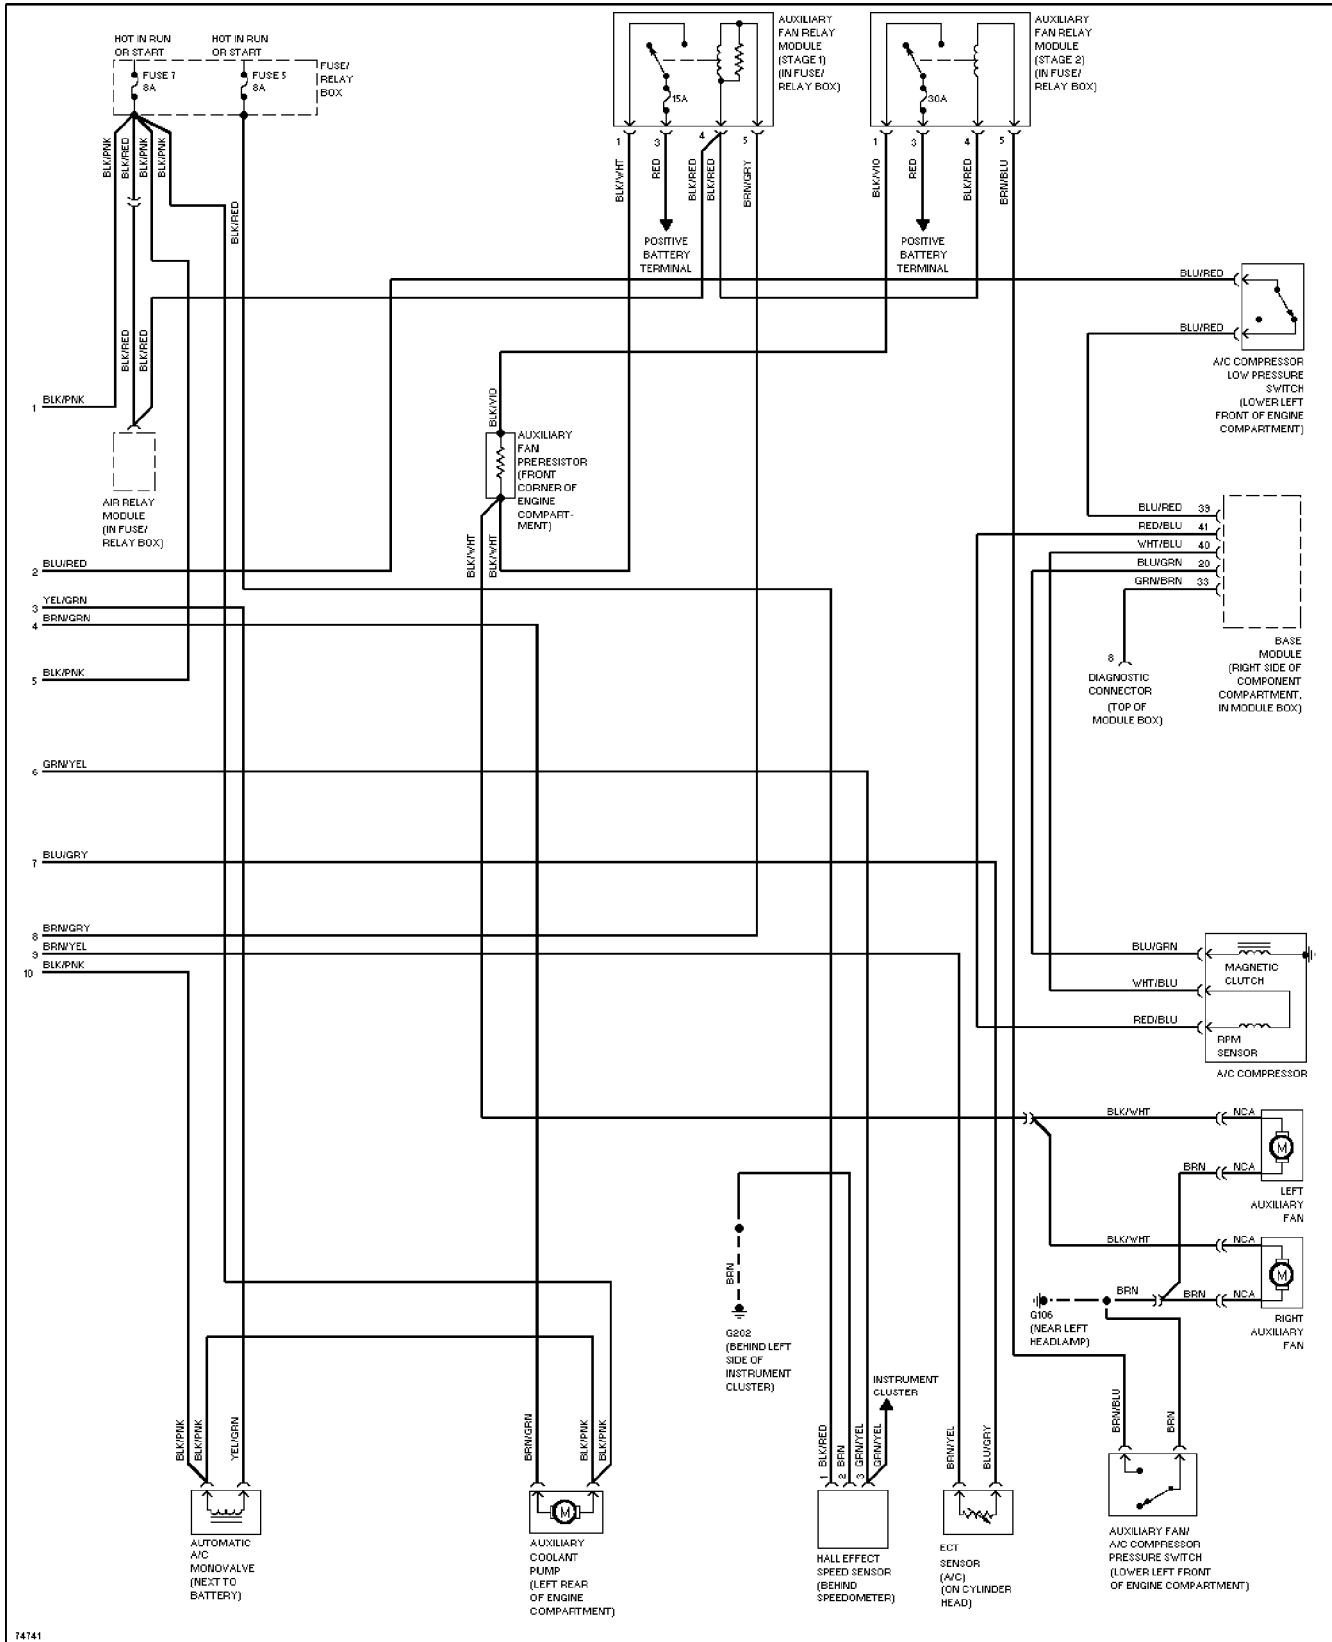 HOT IN RUN
OR START
HOT IN RUN
OR START
FUSE 7
8A
FUSE 5
8A
FUSE/
RELAY
BOX
AUXILIARY
FAN RELAY
MODULE
(STAGE 1)
(IN FUSE/
RELAY BOX)
15A
AUXILIARY
FAN RELAY
MODULE
(STAGE 2)
(IN FUSE/
RELAY BOX)
30A
1
3
4
5
1
3
4
5
BLK/PNK
BLK/RED
BLK/PNK
BLK/PNK
BLK/RED
BLK/WHT
RED
BLK/RED
BLK/RED
BRN/GRY
BLK/VIO
RED
BLK/RED
BRN/BLU
POSITIVE
BATTERY
TERMINAL
POSITIVE
BATTERY
TERMINAL
BLU/RED
BLU/RED
A/C COMPRESSOR
LOW PRESSURE
SWITCH
(LOWER LEFT
FRONT OF ENGINE
COMPARTMENT)
BLK/RED
BLK/RED
1 BLK/PNK
AIR RELAY
MODULE
(IN FUSE/
RELAY BOX)
BLK/VIO
AUXILIARY
FAN
PRERESISTOR
(FRONT
CORNER OF
ENGINE
COMPART-
MENT)
BLK/WHT
BLK/WHT
BLU/RED 39
RED/BLU 41
WHT/BLU 40
BLU/GRN 20
GRN/BRN 33
BASE
MODULE
(RIGHT SIDE OF
COMPONENT
COMPARTMENT,
IN MODULE BOX)
8
DIAGNOSTIC
CONNECTOR
(TOP OF
MODULE BOX)
2 BLU/RED
3 YEL/GRN
4 BRN/GRN
5 BLK/PNK
6 GRN/YEL
7 BLU/GRY
8 BRN/GRY
9 BRN/YEL
10 BLK/PNK
BLU/GRN
WHT/BLU
RED/BLU
MAGNETIC
CLUTCH
RPM
SENSOR
A/C COMPRESSOR
BLK/WHT
NCA
BRN
NCA
M
LEFT
AUXILIARY
FAN
BLK/WHT
NCA
BRN
BRN
NCA
M
RIGHT
AUXILIARY
FAN
G106
(NEAR LEFT
HEADLAMP)
BRN
G202
(BEHIND LEFT
SIDE OF
INSTRUMENT
CLUSTER)
INSTRUMENT
CLUSTER
BLK/PNK
BLK/PNK
YEL/GRN
BRN/GRN
BLK/PNK
BLK/PNK
1 BLK/RED
2 BRN
3 GRN/YEL
GRN/YEL
BRN/YEL
BLU/GRY
BRN/BLU
BRN
AUTOMATIC
A/C
MONOVALVE
(NEXT TO
BATTERY)
M
AUXILIARY
COOLANT
PUMP
(LEFT REAR
OF ENGINE
COMPARTMENT)
HALL EFFECT
SPEED SENSOR
(BEHIND
SPEEDOMETER)
ECT
SENSOR
(A/C)
(ON CYLINDER
HEAD)
AUXILIARY FAN/
A/C COMPRESSOR
PRESSURE SWITCH
(LOWER LEFT FRONT
OF ENGINE COMPARTMENT)
74741